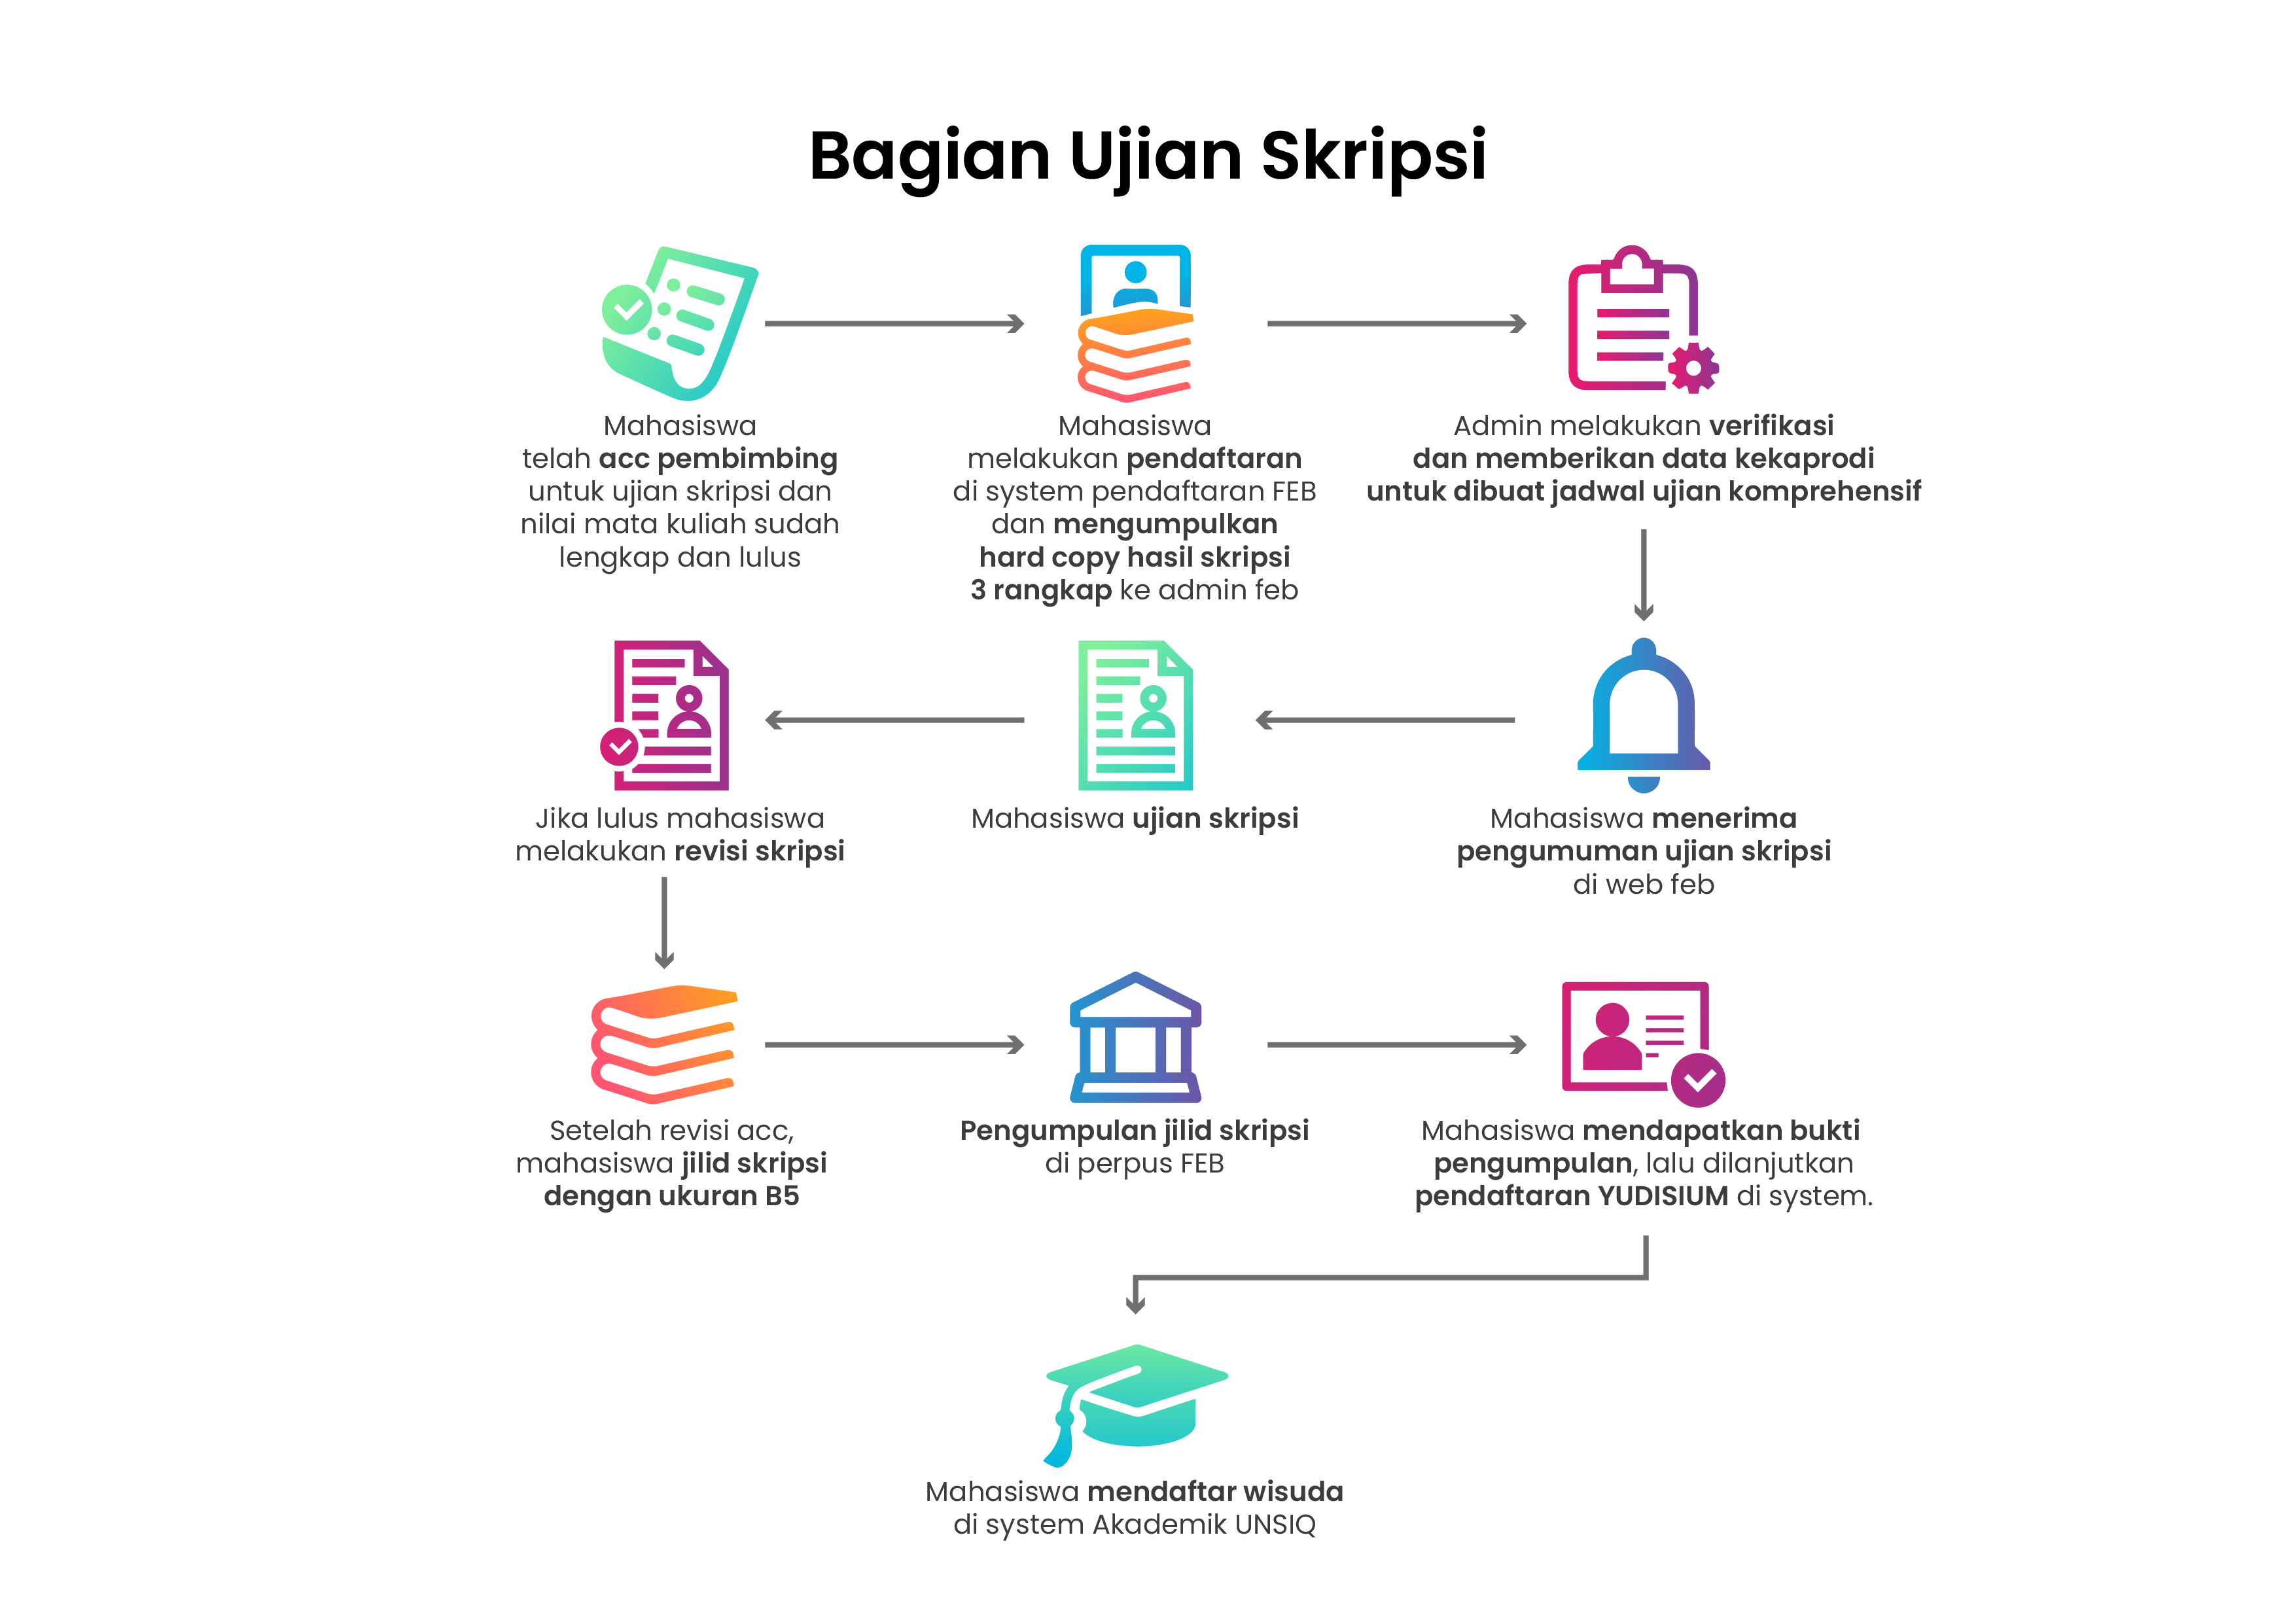 Bagian Ujian Skripsi
Mahasiswa
telah acc pembimbing
untuk ujian skripsi dan
nilai mata kuliah sudah
lengkap dan lulus
Mahasiswa
melakukan pendaftaran
di system pendaftaran FEB
dan mengumpulkan
hard copy hasil skripsi
3 rangkap ke admin feb
Admin melakukan verifikasi
dan memberikan data kekaprodi
untuk dibuat jadwal ujian komprehensif
Mahasiswa menerima
pengumuman ujian skripsi
di web feb
Mahasiswa ujian skripsi
Jika lulus mahasiswa
melakukan revisi skripsi
Setelah revisi acc,
mahasiswa jilid skripsi
dengan ukuran B5
Pengumpulan jilid skripsi
di perpus FEB
Mahasiswa mendapatkan bukti
pengumpulan, lalu dilanjutkan
pendaftaran YUDISIUM di system.
Mahasiswa mendaftar wisuda
di system Akademik UNSIQ